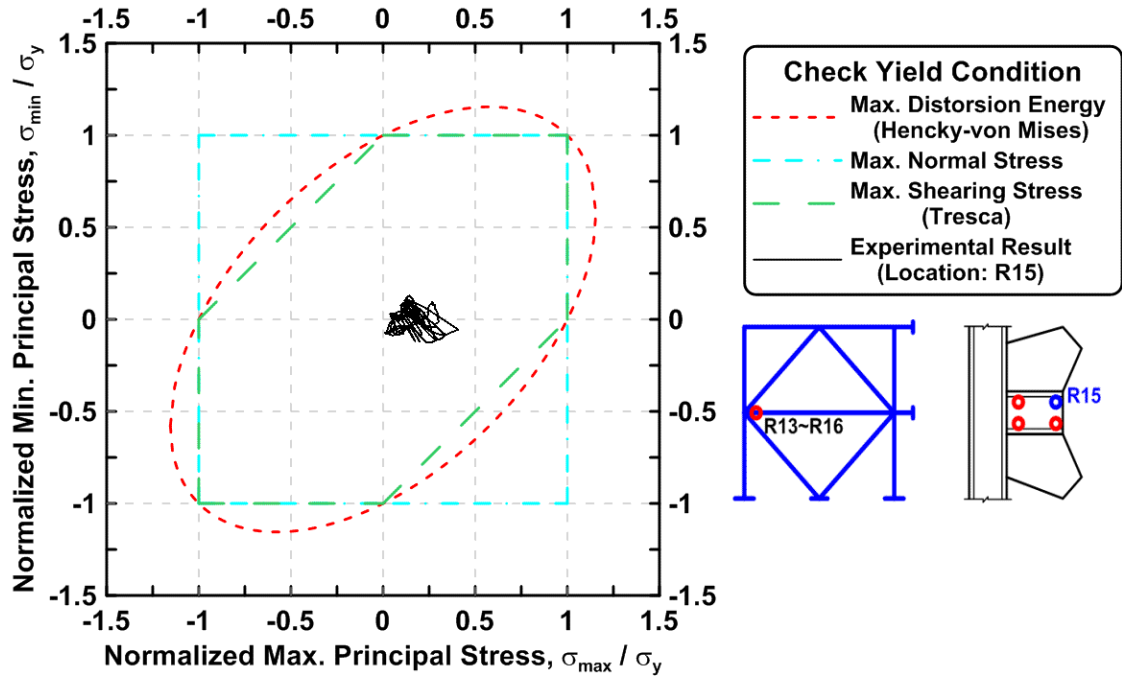 -1.5 -1 -0.5 0 0.5 1 1.5
1.5 1.5
1 1
0.5 0.5
0 0
-0.5 -0.5
-1 -1
-1.5 -1.5
-1.5 -1 -0.5 0 0.5 1 1.5
Normalized Max. Principal Stress, σmax / σy
Normalized Min. Principal Stress, σmin / σy
Check Yield Condition
Max. Distorsion Energy
(Hencky-von Mises)
Max. Normal Stress
Max. Shearing Stress
(Tresca)
Experimental Result
(Location: R15)
R13~R16
R15